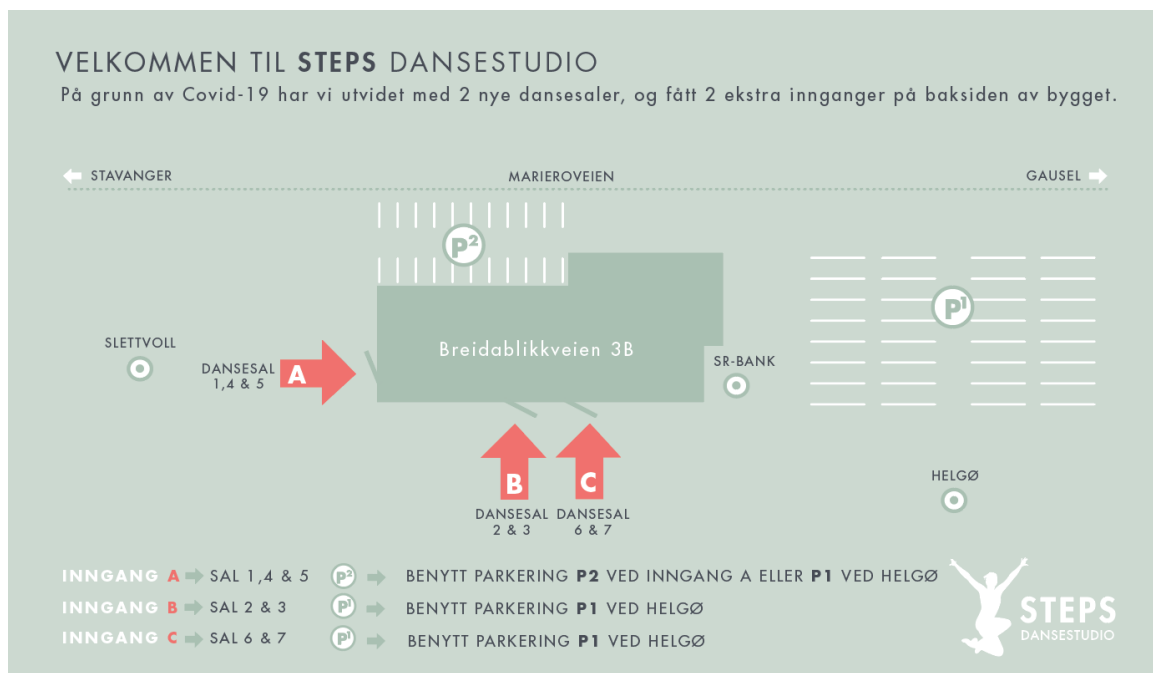 VELKOMMEN TIL STEPS DANSESTUDIO
På grunn av Covid-19 har vi utvidet med 2 nye dansesaler, og fått 2 ekstra innganger på baksiden av bygget.
STAVANGER
MARIEROVEIEN
GAUSEL
P²
P¹
Breidablikkveien 3B
SLETTVOLL
DANSESAL
1,4 & 5
A
SR-BANK
B
C
DANSESAL
2 & 3
DANSESAL
6 & 7
HELGØ
INNGANG A SAL 1,4 & 5 P² BENYTT PARKERING P2 VED INNGANG A ELLER P1 VED HELGØ
INNGANG B SAL 2 & 3 P¹ BENYTT PARKERING P1 VED HELGØ
INNGANG C SAL 6 & 7 P¹ BENYTT PARKERING P1 VED HELGØ
STEPS
DANSESTUDIO